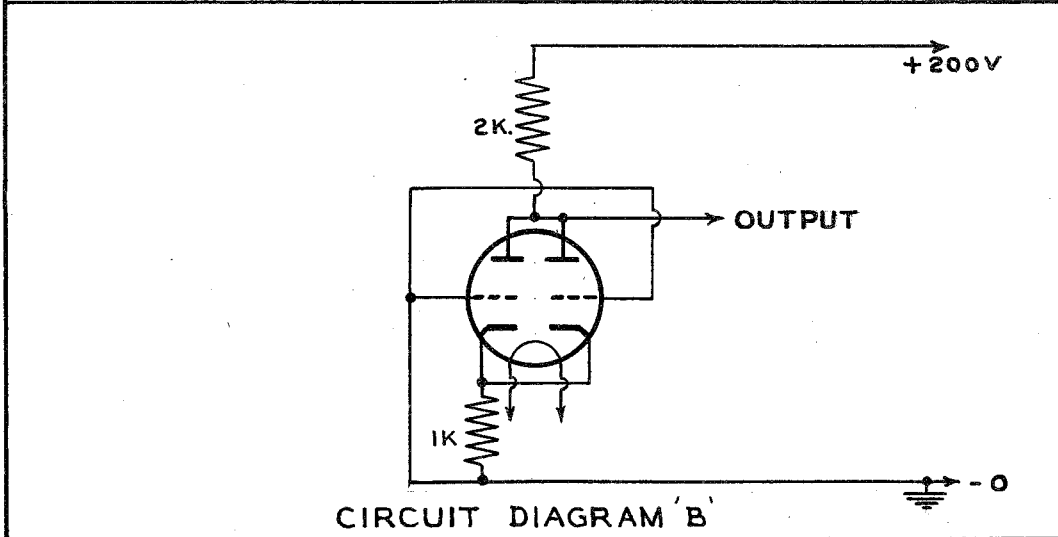 +200V
2K.
OUTPUT
1K
-0
CIRCUIT DIAGRAM 'B'